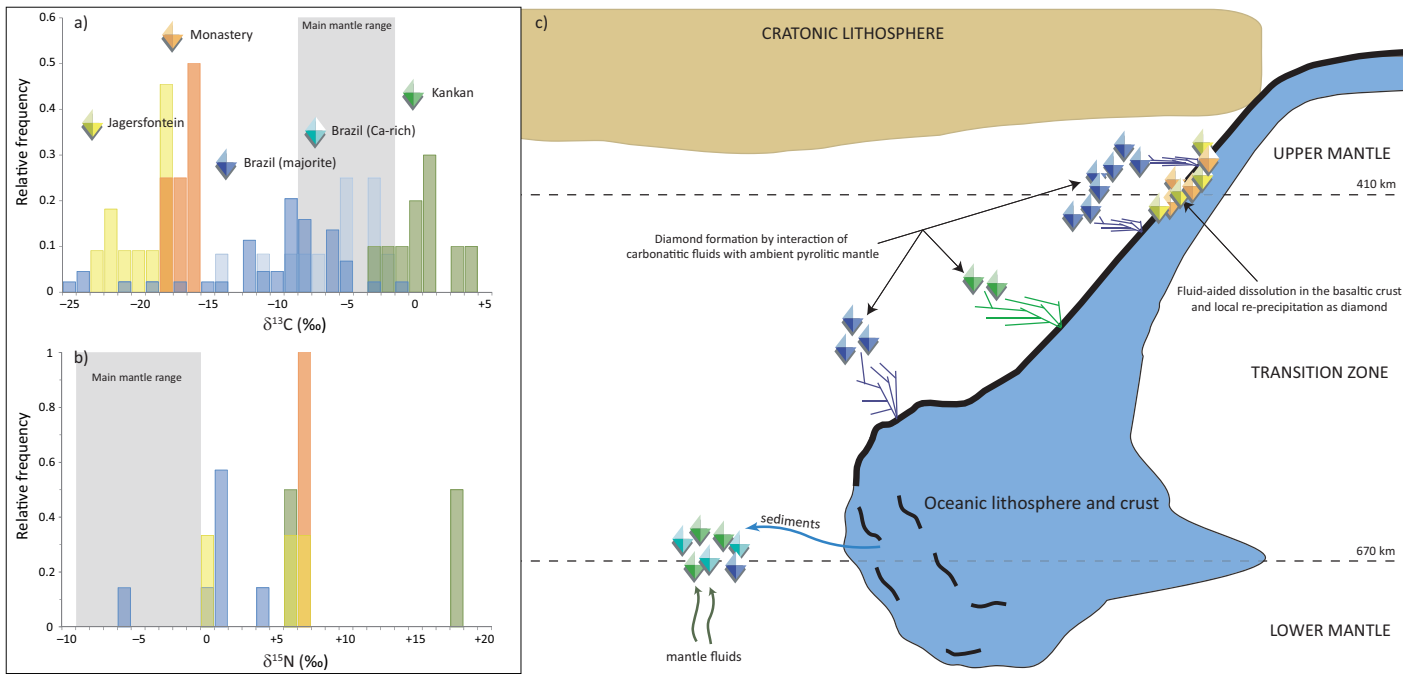 a)
0.6
0.5
0.4
0.3
0.2
0.1
0
Relative frequency
Main mantle range
Monastery
Kankan
Jagersfontein
Brazil (Ca-rich)
Brazil (majorite)
−25
−20
−15
−10
−5
0
+5
δ¹³C (‰)
b)
1
0.8
0.6
0.4
0.2
0
Relative frequency
Main mantle range
−10
−5
0
+5
+10
+15
+20
δ¹⁵N (‰)
c)
CRATONIC LITHOSPHERE
UPPER MANTLE
410 km
Diamond formation by interaction of
carbonatitic fluids with ambient pyrolitic mantle
Fluid-aided dissolution in the basaltic crust
and local re-precipitation as diamond
TRANSITION ZONE
Oceanic lithosphere and crust
sediments
670 km
LOWER MANTLE
mantle fluids